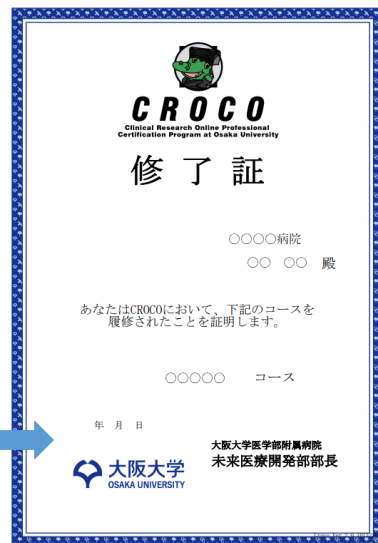 CROCO
Clinical Research Online Professional
Certification Program at Osaka University
修了証
○○○○病院
○○ ○○ 殿
あなたはCROCOにおいて、下記のコースを
履修されたことを証明します。
○○○○○ コース
年 月 日
大阪大学医学部附属病院
未来医療開発部部長
大阪大学
OSAKA UNIVERSITY